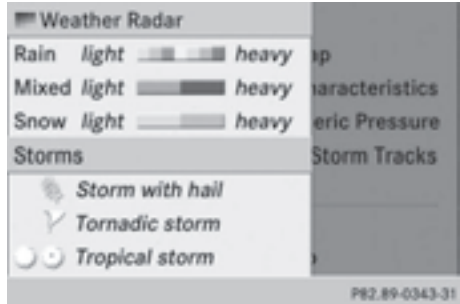 Weather Radar
Rain light heavy
Mixed light heavy
Snow light heavy
Storms
Storm with hail
Tornadic storm
Tropical storm
ap
aracteristics
eric Pressure
Storm Tracks
P82.89-0343-31